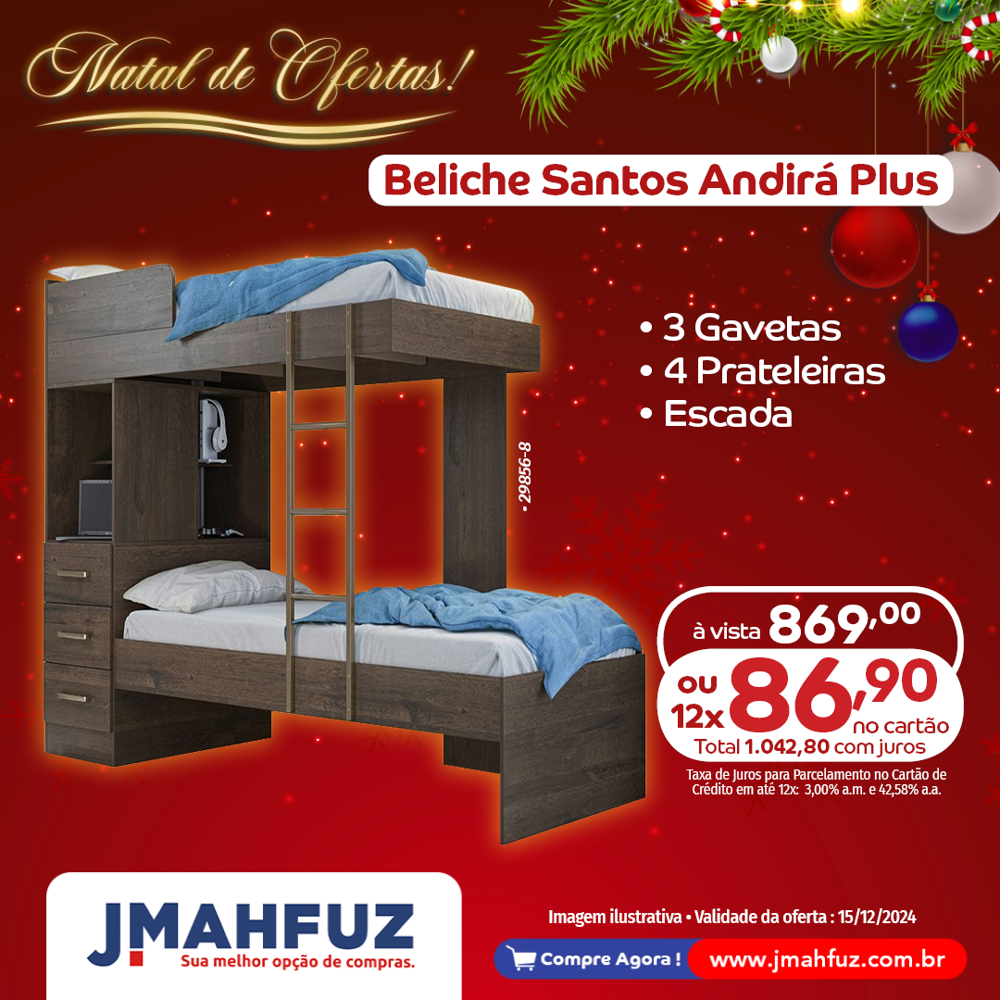 Natal de Ofertas!
Beliche Santos Andirá Plus
• 3 Gavetas
• 4 Prateleiras
• Escada
• 29856-8
à vista 869,00
ou 12x 86,90 no cartão
Total 1.042,80 com juros
Taxa de Juros para Parcelamento no Cartão de
Crédito em até 12x: 3,00% a.m. e 42,58% a.a.
JMAHFUZ
Sua melhor opção de compras.
Imagem ilustrativa • Validade da oferta : 15/12/2024
Compre Agora !
www.jmahfuz.com.br